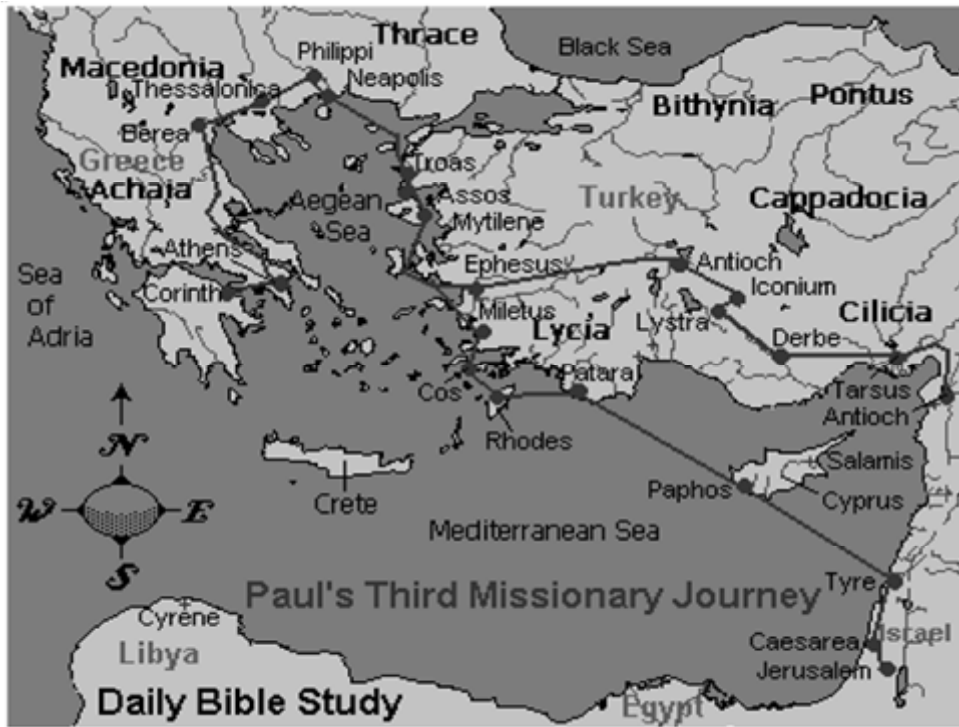 Thrace
Black Sea
Philippi
Macedonia
Neapolis
Thessalonica
Bithynia
Pontus
Berea
Greece
Troas
Achaia
Assos
Turkey
Cappadocia
Aegean
Sea
Mytilene
Athens
Ephesus
Antioch
Sea
of
Adria
Corinth
Iconium
Miletus
Lycia
Lystra
Cilicia
Derbe
Patara
Cos
Tarsus
Antioch
Rhodes
N
Salamis
Paphos
Cyprus
Crete
W
E
Mediterranean Sea
S
Tyre
Paul's Third Missionary Journey
Cyrene
Caesarea
Israel
Libya
Jerusalem
Daily Bible Study
Egypt